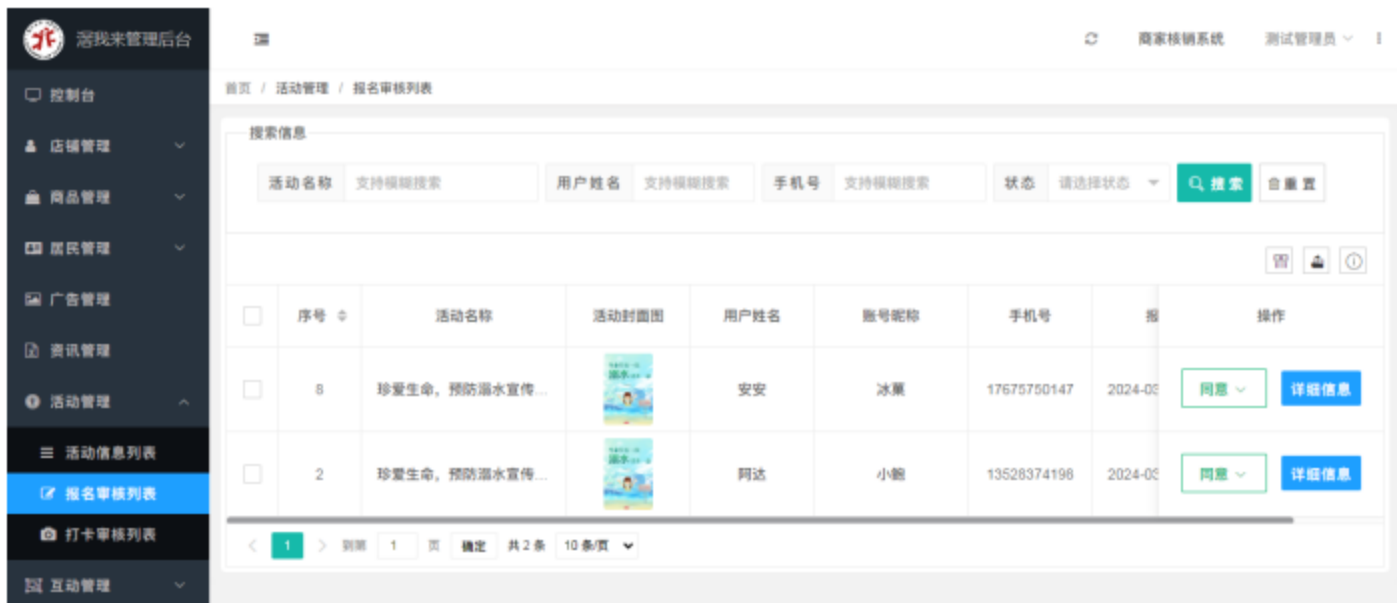 滘我来管理后台
商家核销系统 测试管理员
控制台
首页 / 活动管理 / 报名审核列表
店铺管理
商品管理
居民管理
广告管理
资讯管理
活动管理
活动信息列表
报名审核列表
打卡审核列表
互动管理
搜索信息
活动名称 支持模糊搜索 用户姓名 支持模糊搜索 手机号 支持模糊搜索 状态 请选择状态 搜索 重置
序号 活动名称 活动封面图 用户姓名 账号昵称 手机号 报 操作
8 珍爱生命，预防溺水宣传... 安安 冰菓 17675750147 2024-03 同意 详细信息
2 珍爱生命，预防溺水宣传... 阿达 小鲍 13528374196 2024-03 同意 详细信息
1 到第 1 页 确定 共 2 条 10 条/页